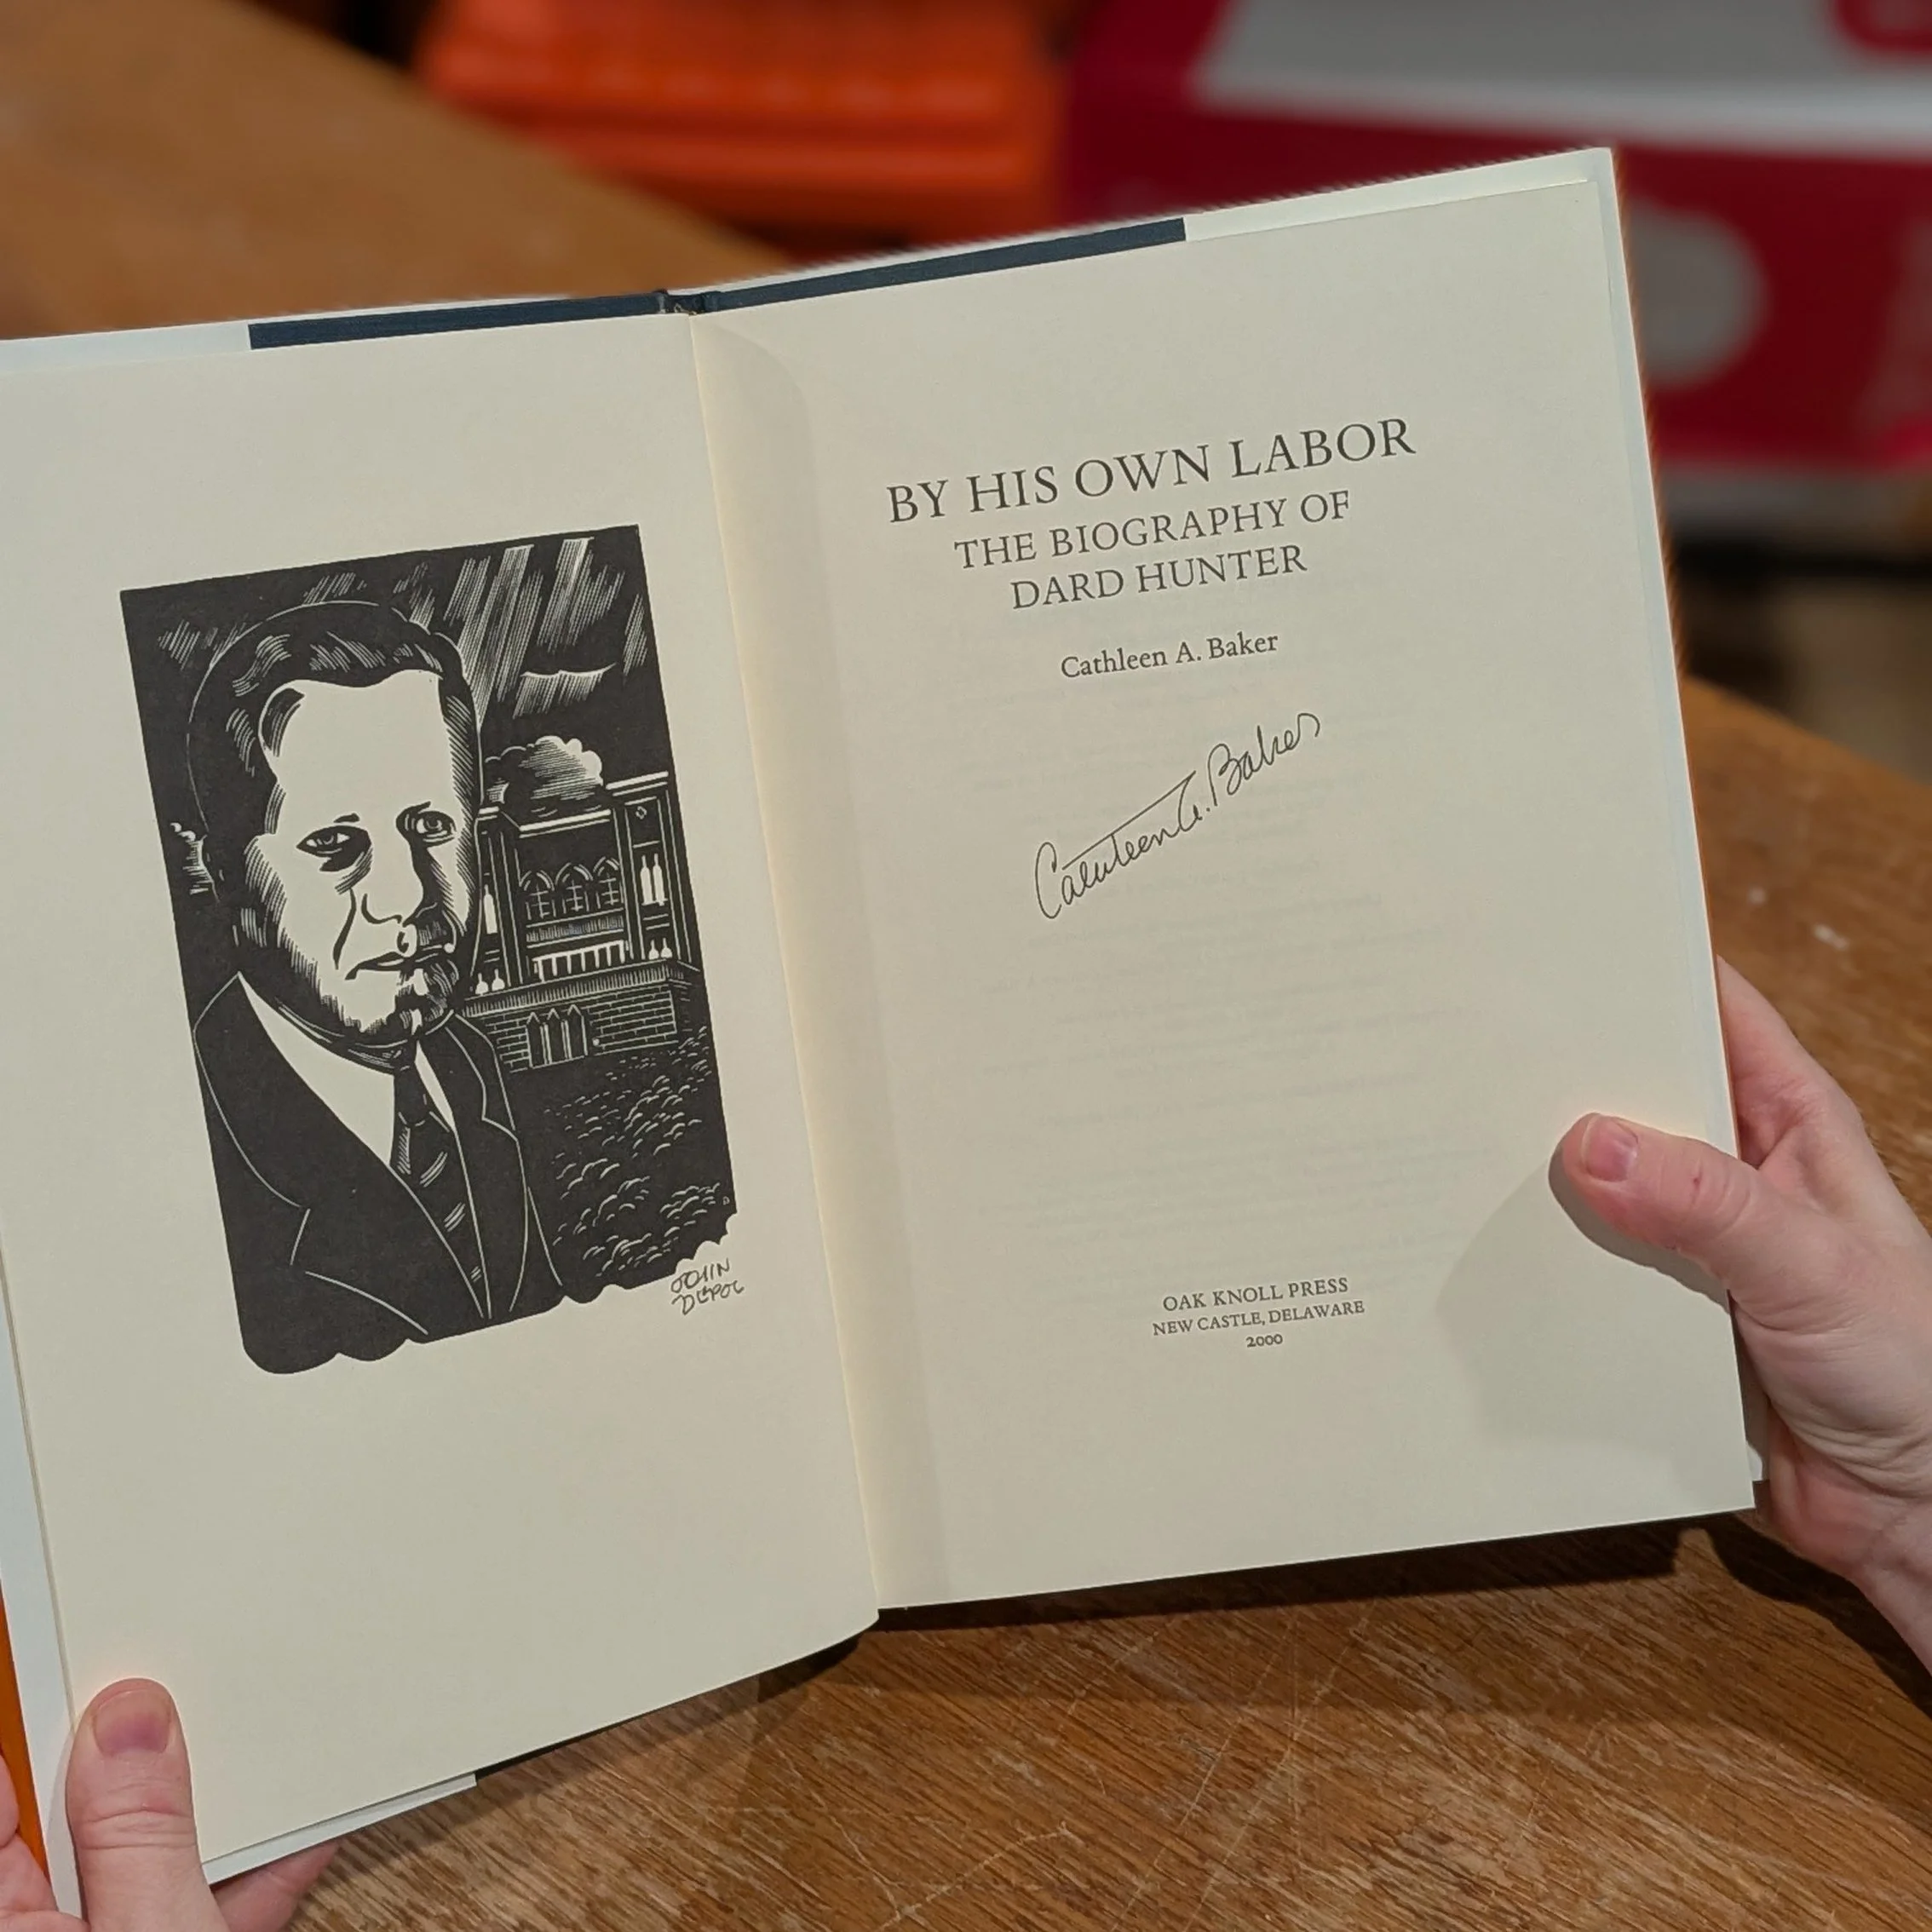 JOHN
DEPOL
BY HIS OWN LABOR
THE BIOGRAPHY OF
DARD HUNTER
Cathleen A. Baker
Cathleen A. Baker
OAK KNOLL PRESS
NEW CASTLE, DELAWARE
2000